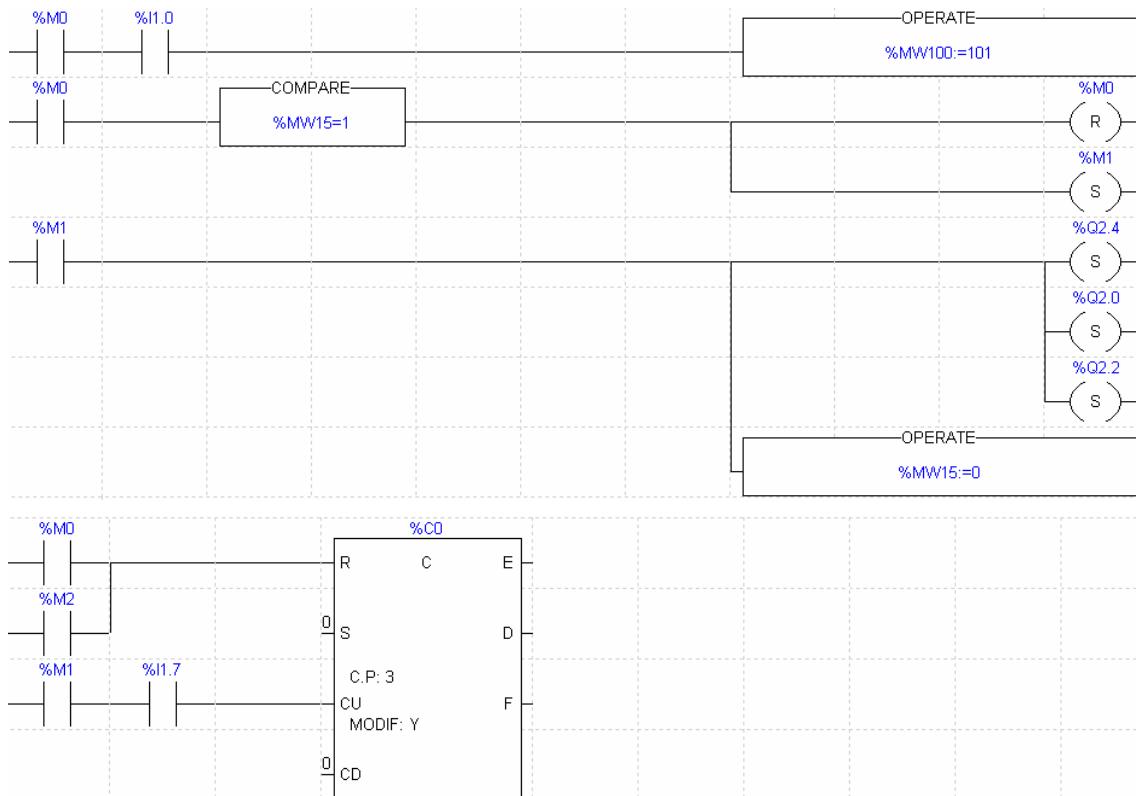 %M0 %I1.0 OPERATE
%MW100:=101
%M0 COMPARE %M0
%MW15=1 R
%M1
S
%M1 %Q2.4
S
%Q2.0
S
%Q2.2
S
OPERATE
%MW15:=0
%M0 %C0
R C E
%M2
0 S D
%M1 %I1.7
C.P: 3
CU F
MODIF: Y
0 CD